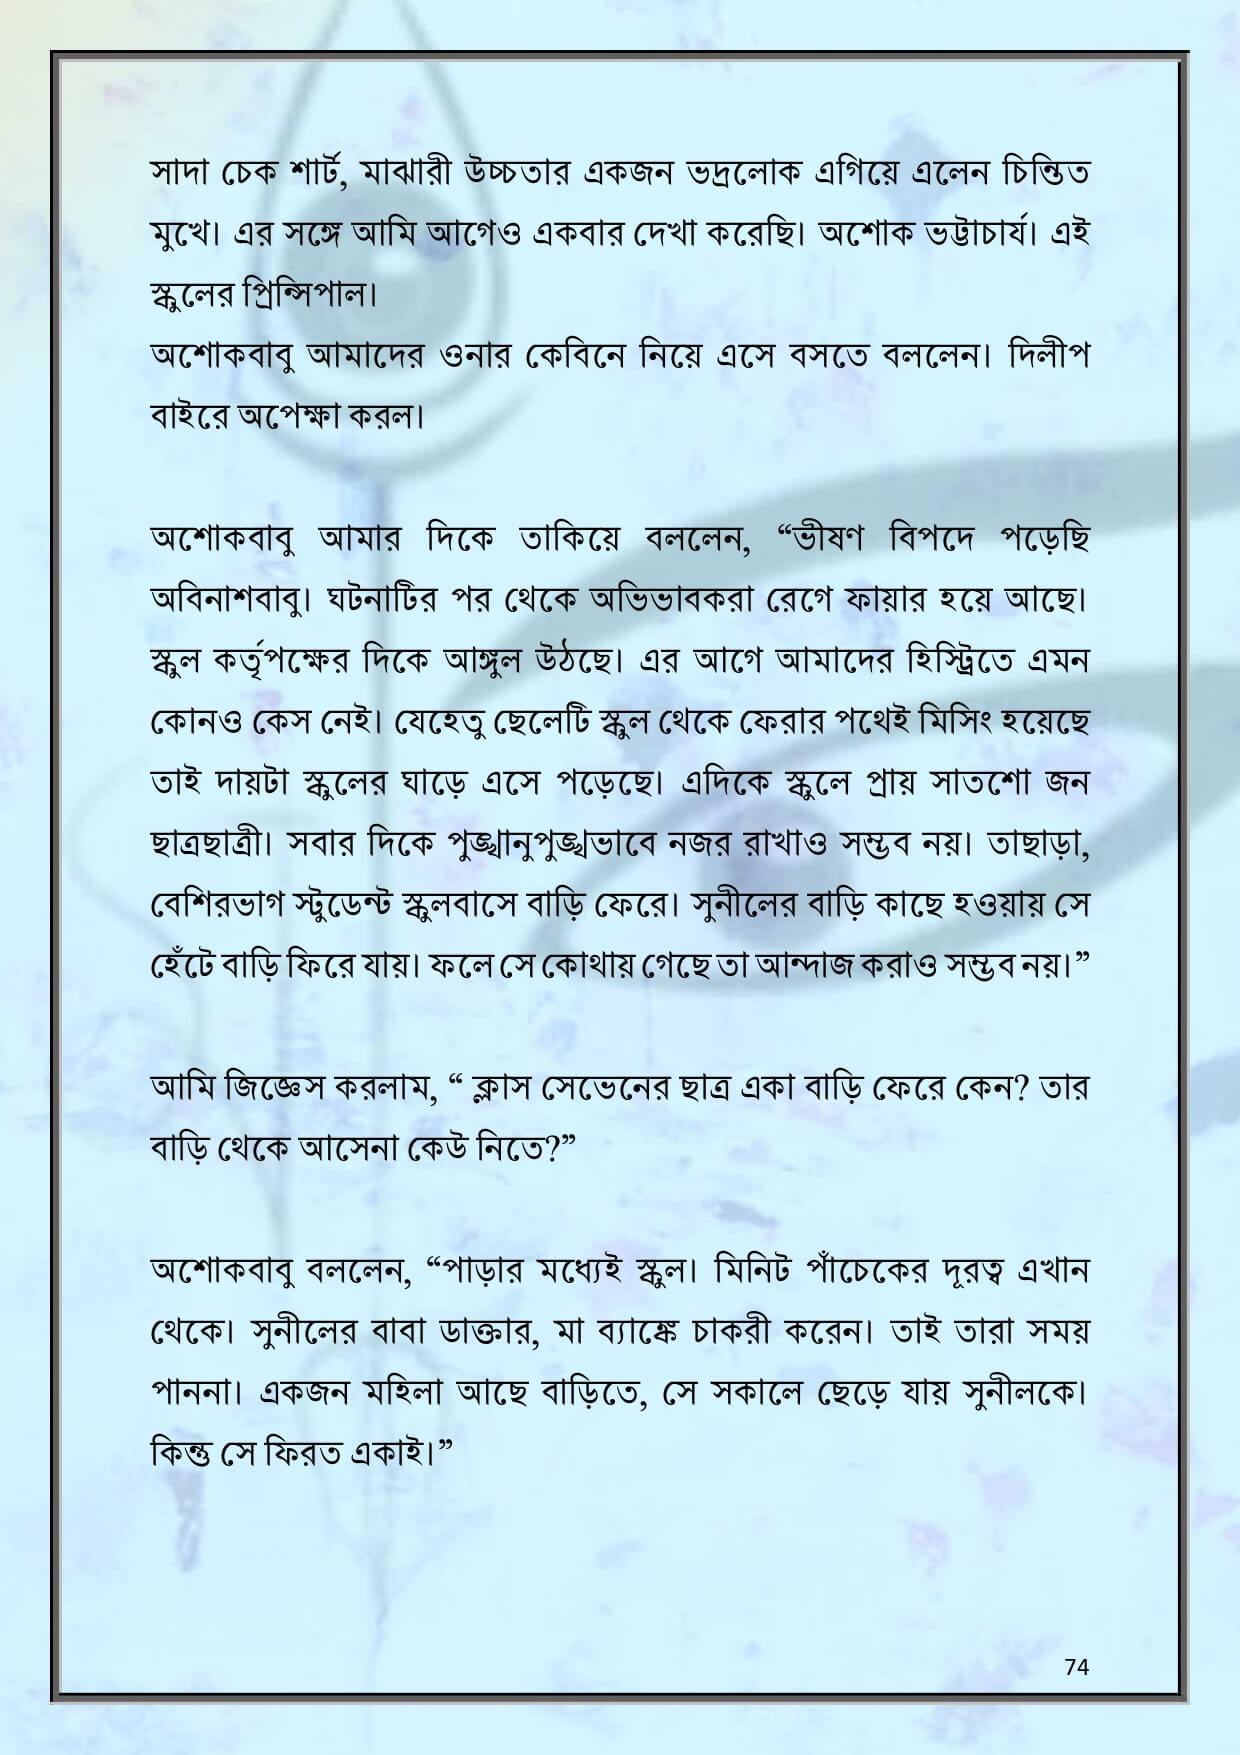 সাদা চেক শার্ট, মাঝারী উচ্চতার একজন ভদ্রলোক এগিয়ে এলেন চিন্তিত
মুখে। এর সঙ্গে আমি আগেও একবার দেখা করেছি। অশোক ভট্টাচার্য। এই
স্কুলের প্রিন্সিপাল।
অশোকবাবু আমাদের ওনার কেবিনে নিয়ে এসে বসতে বললেন। দিলীপ
বাইরে অপেক্ষা করল।
অশোকবাবু আমার দিকে তাকিয়ে বললেন, “ভীষণ বিপদে পড়েছি
অবিনাশবাবু। ঘটনাটির পর থেকে অভিভাবকরা রেগে ফায়ার হয়ে আছে।
স্কুল কর্তৃপক্ষের দিকে আঙ্গুল উঠছে। এর আগে আমাদের হিস্ট্রিতে এমন
কোনও কেস নেই। যেহেতু ছেলেটি স্কুল থেকে ফেরার পথেই মিসিং হয়েছে
তাই দায়টা স্কুলের ঘাড়ে এসে পড়েছে। এদিকে স্কুলে প্রায় সাতশো জন
ছাত্রছাত্রী। সবার দিকে পুঙ্খানুপুঙ্খভাবে নজর রাখাও সম্ভব নয়। তাছাড়া,
বেশিরভাগ স্টুডেন্ট স্কুলবাসে বাড়ি ফেরে। সুনীলের বাড়ি কাছে হওয়ায় সে
হেঁটে বাড়ি ফিরে যায়। ফলে সে কোথায় গেছে তা আন্দাজ করাও সম্ভব নয়।”
আমি জিজ্ঞেস করলাম, “ ক্লাস সেভেনের ছাত্র একা বাড়ি ফেরে কেন? তার
বাড়ি থেকে আসেনা কেউ নিতে?”
অশোকবাবু বললেন, “পাড়ার মধ্যেই স্কুল। মিনিট পাঁচেকের দূরত্ব এখান
থেকে। সুনীলের বাবা ডাক্তার, মা ব্যাঙ্কে চাকরী করেন। তাই তারা সময়
পাননা। একজন মহিলা আছে বাড়িতে, সে সকালে ছেড়ে যায় সুনীলকে।
কিন্তু সে ফিরত একাই।”
74